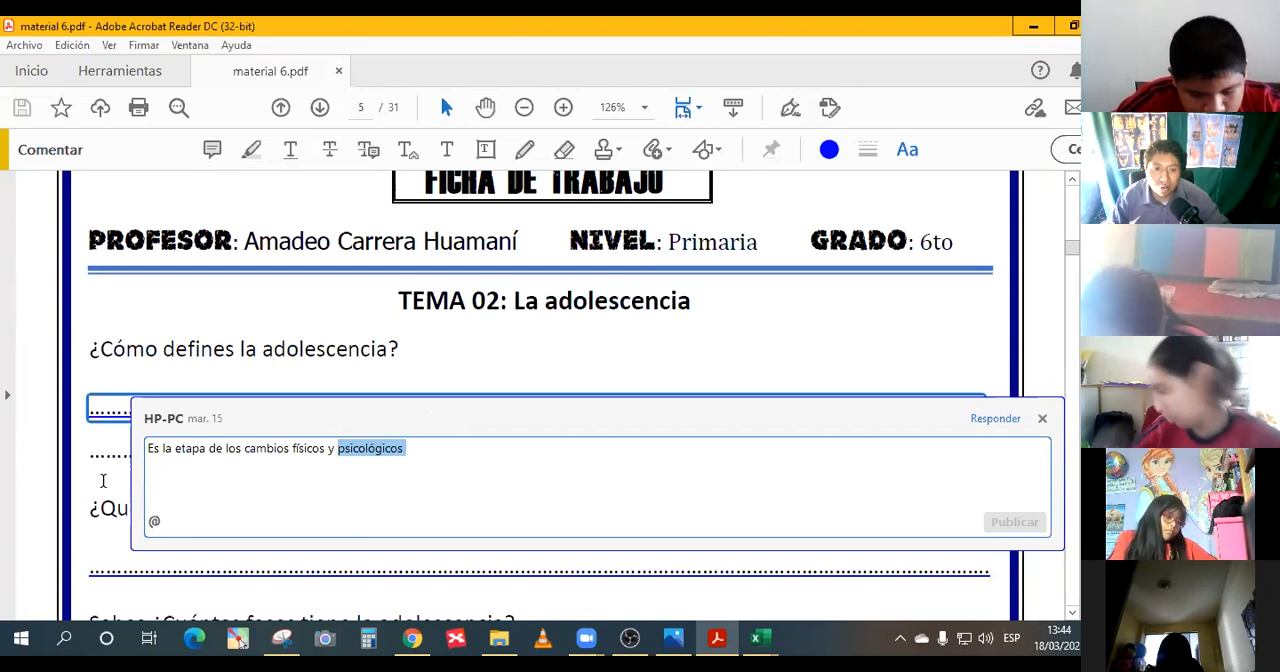 material 6.pdf - Adobe Acrobat Reader DC (32-bit)
Archivo Edición Ver Firmar Ventana Ayuda
Inicio Herramientas material 6.pdf
5 / 31 126%
Comentar
FICHA DE TRABAJO
PROFESOR: Amadeo Carrera Huamaní NIVEL: Primaria GRADO: 6to
TEMA 02: La adolescencia
¿Cómo defines la adolescencia?
HP-PC mar. 15 Responder
Es la etapa de los cambios físicos y psicológicos
@ Publicar
¿Qu
ESP
13:44
18/03/202